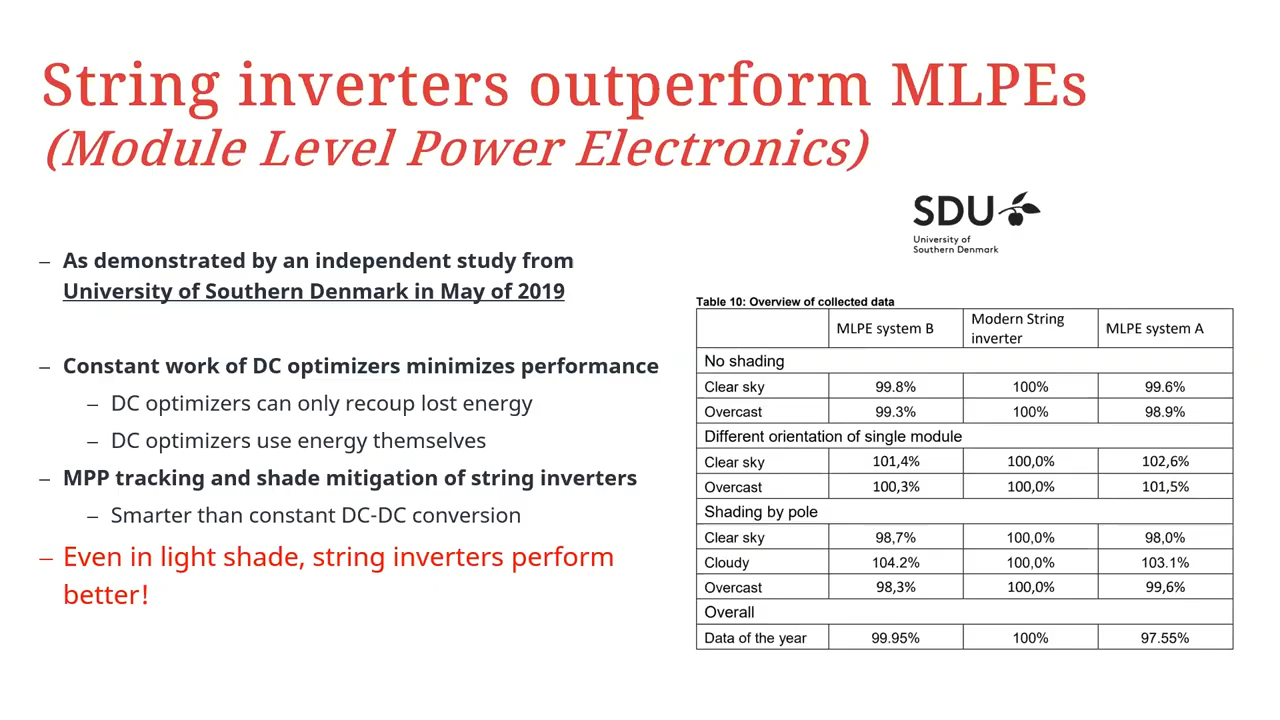 String inverters outperform MLPEs
(Module Level Power Electronics)
SDU
University of
Southern Denmark
– As demonstrated by an independent study from
University of Southern Denmark in May of 2019
– Constant work of DC optimizers minimizes performance
– DC optimizers can only recoup lost energy
– DC optimizers use energy themselves
– MPP tracking and shade mitigation of string inverters
– Smarter than constant DC-DC conversion
– Even in light shade, string inverters perform
better!
Table 10: Overview of collected data
MLPE system B Modern String inverter MLPE system A
No shading
Clear sky 99.8% 100% 99.6%
Overcast 99.3% 100% 98.9%
Different orientation of single module
Clear sky 101,4% 100,0% 102,6%
Overcast 100,3% 100,0% 101,5%
Shading by pole
Clear sky 98,7% 100,0% 98,0%
Cloudy 104.2% 100,0% 103.1%
Overcast 98,3% 100,0% 99,6%
Overall
Data of the year 99.95% 100% 97.55%